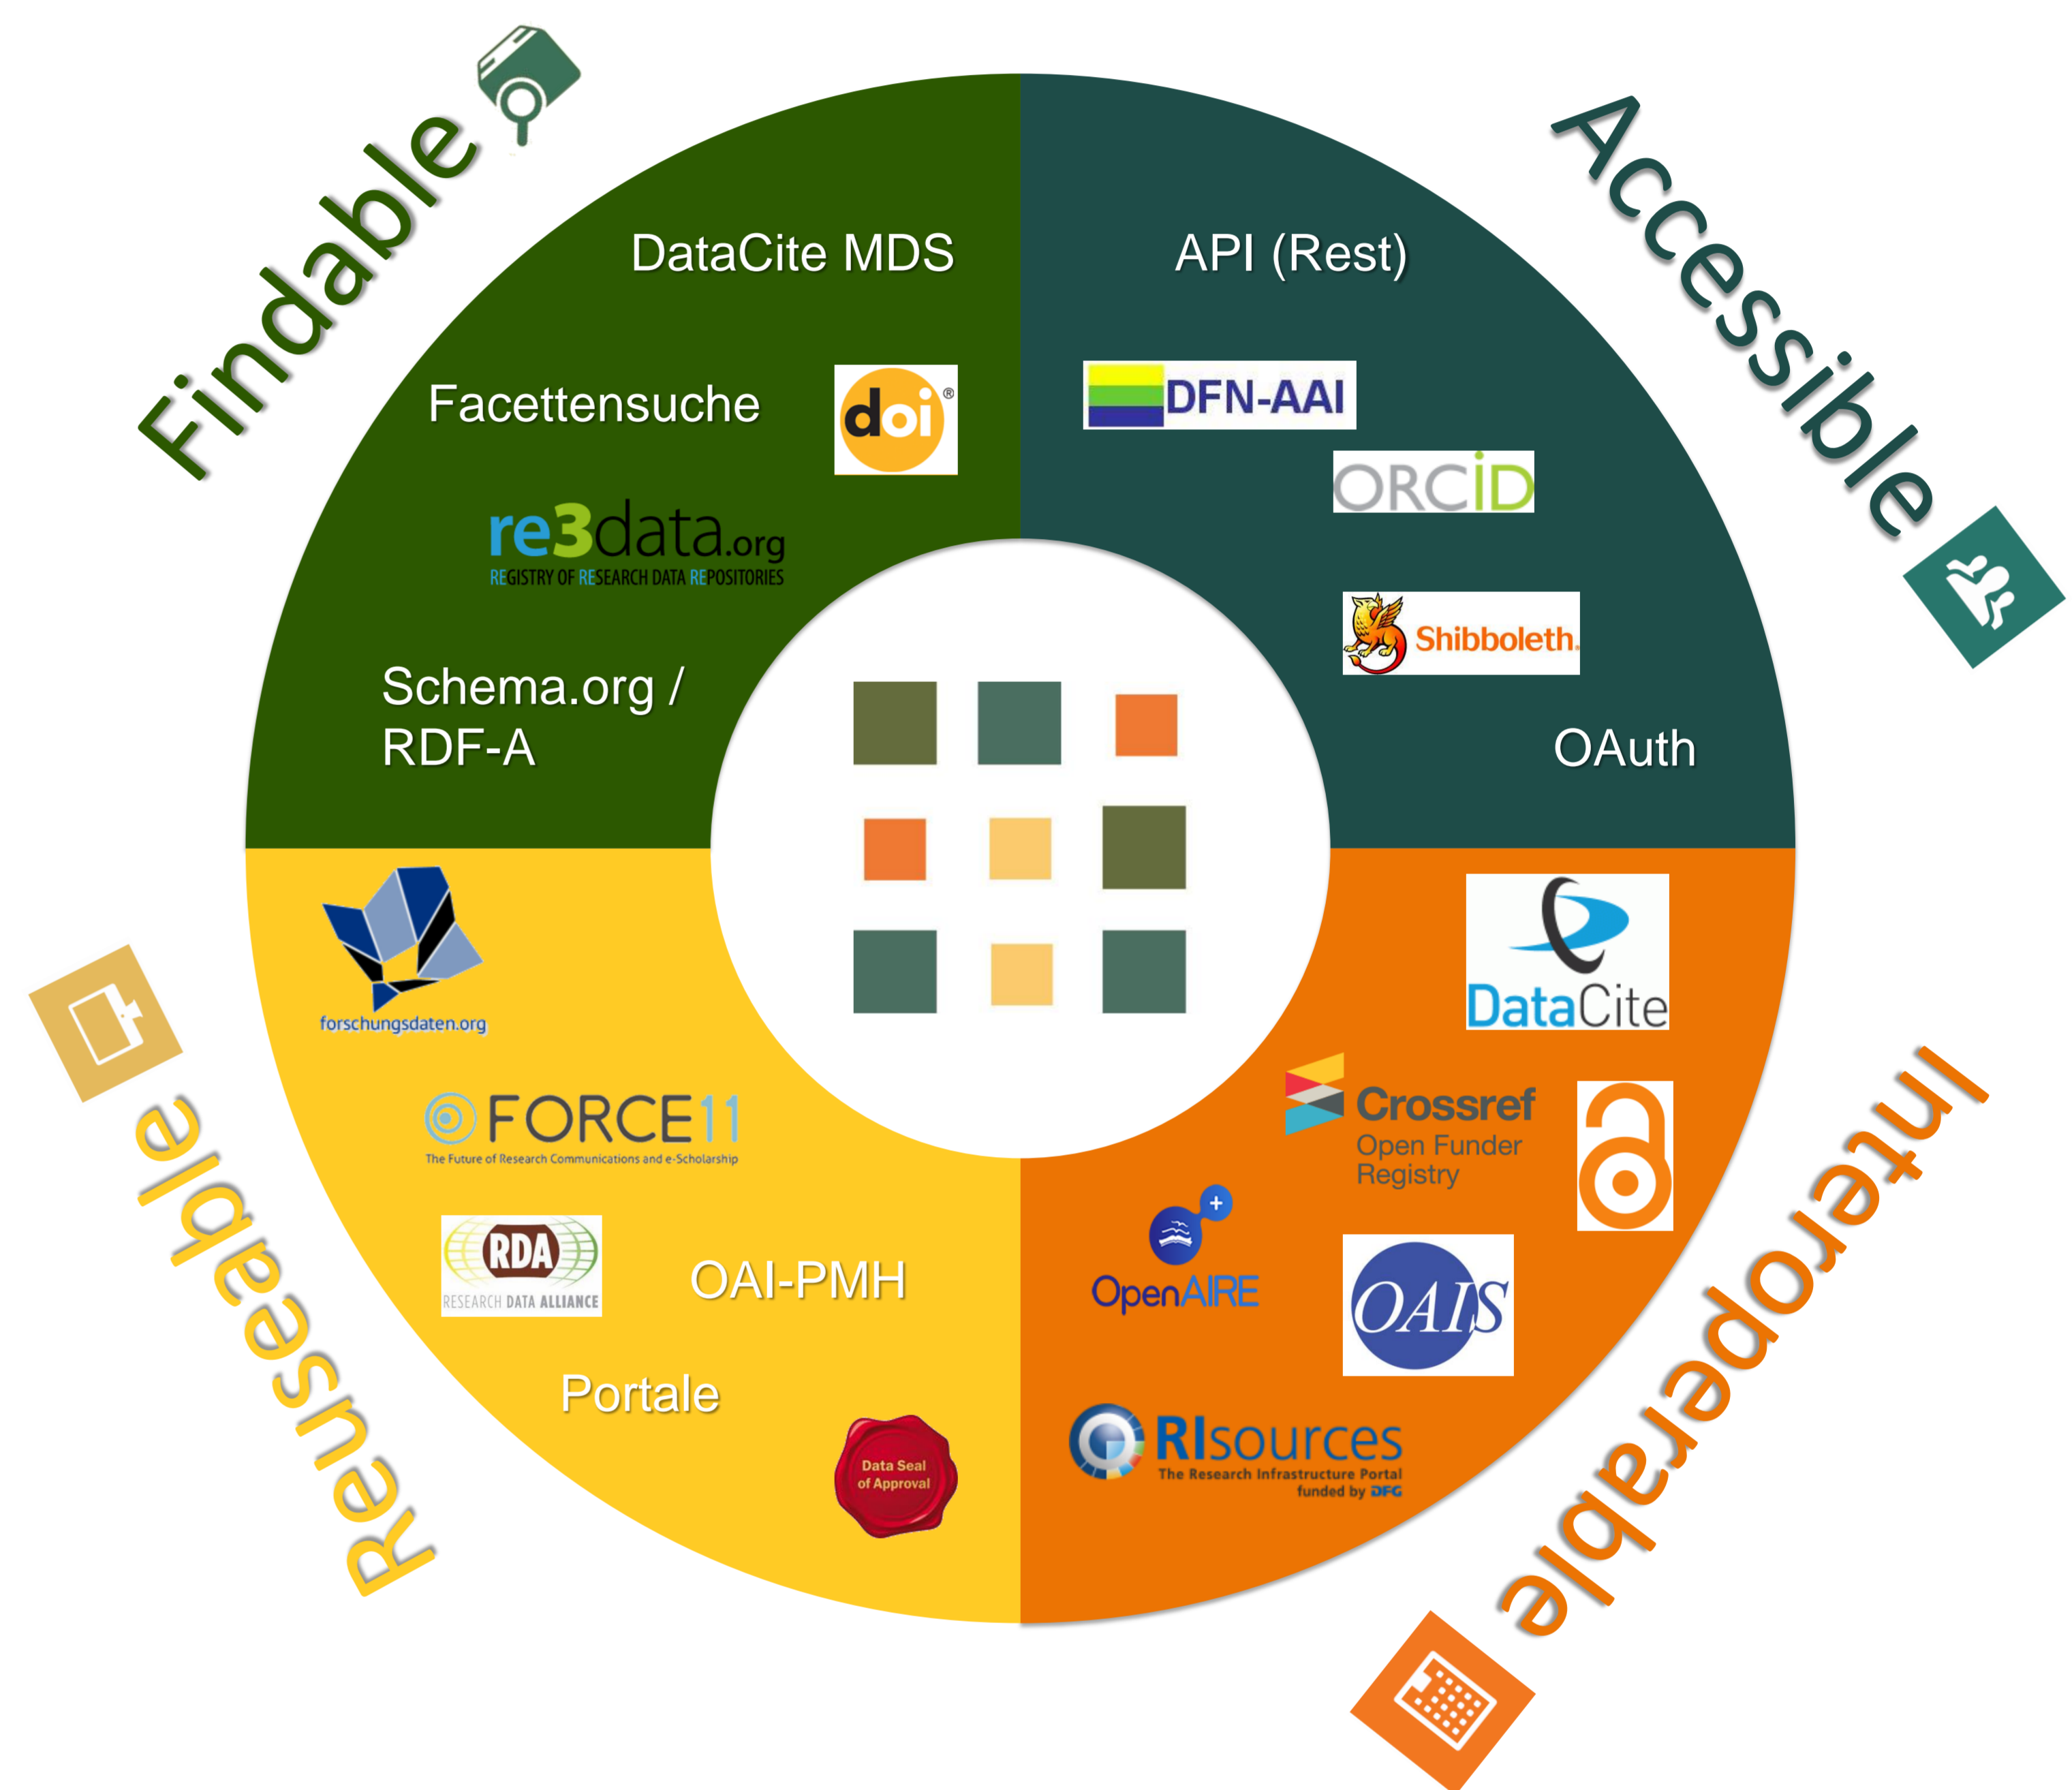 Findable
DataCite MDS
Facettensuche
doi®
re3data.org
REGISTRY OF RESEARCH DATA REPOSITORIES
Schema.org /
RDF-A
Accessible
API (Rest)
DFN-AAI
ORCiD
Shibboleth.
OAuth
Interoperable
DataCite
Crossref
Open Funder
Registry
OpenAIRE
OAIS
RIsources
The Research Infrastructure Portal
funded by DFG
Reuseable
forschungsdaten.org
FORCE11
The Future of Research Communications and e-Scholarship
RDA
RESEARCH DATA ALLIANCE
OAI-PMH
Portale
Data Seal
of Approval